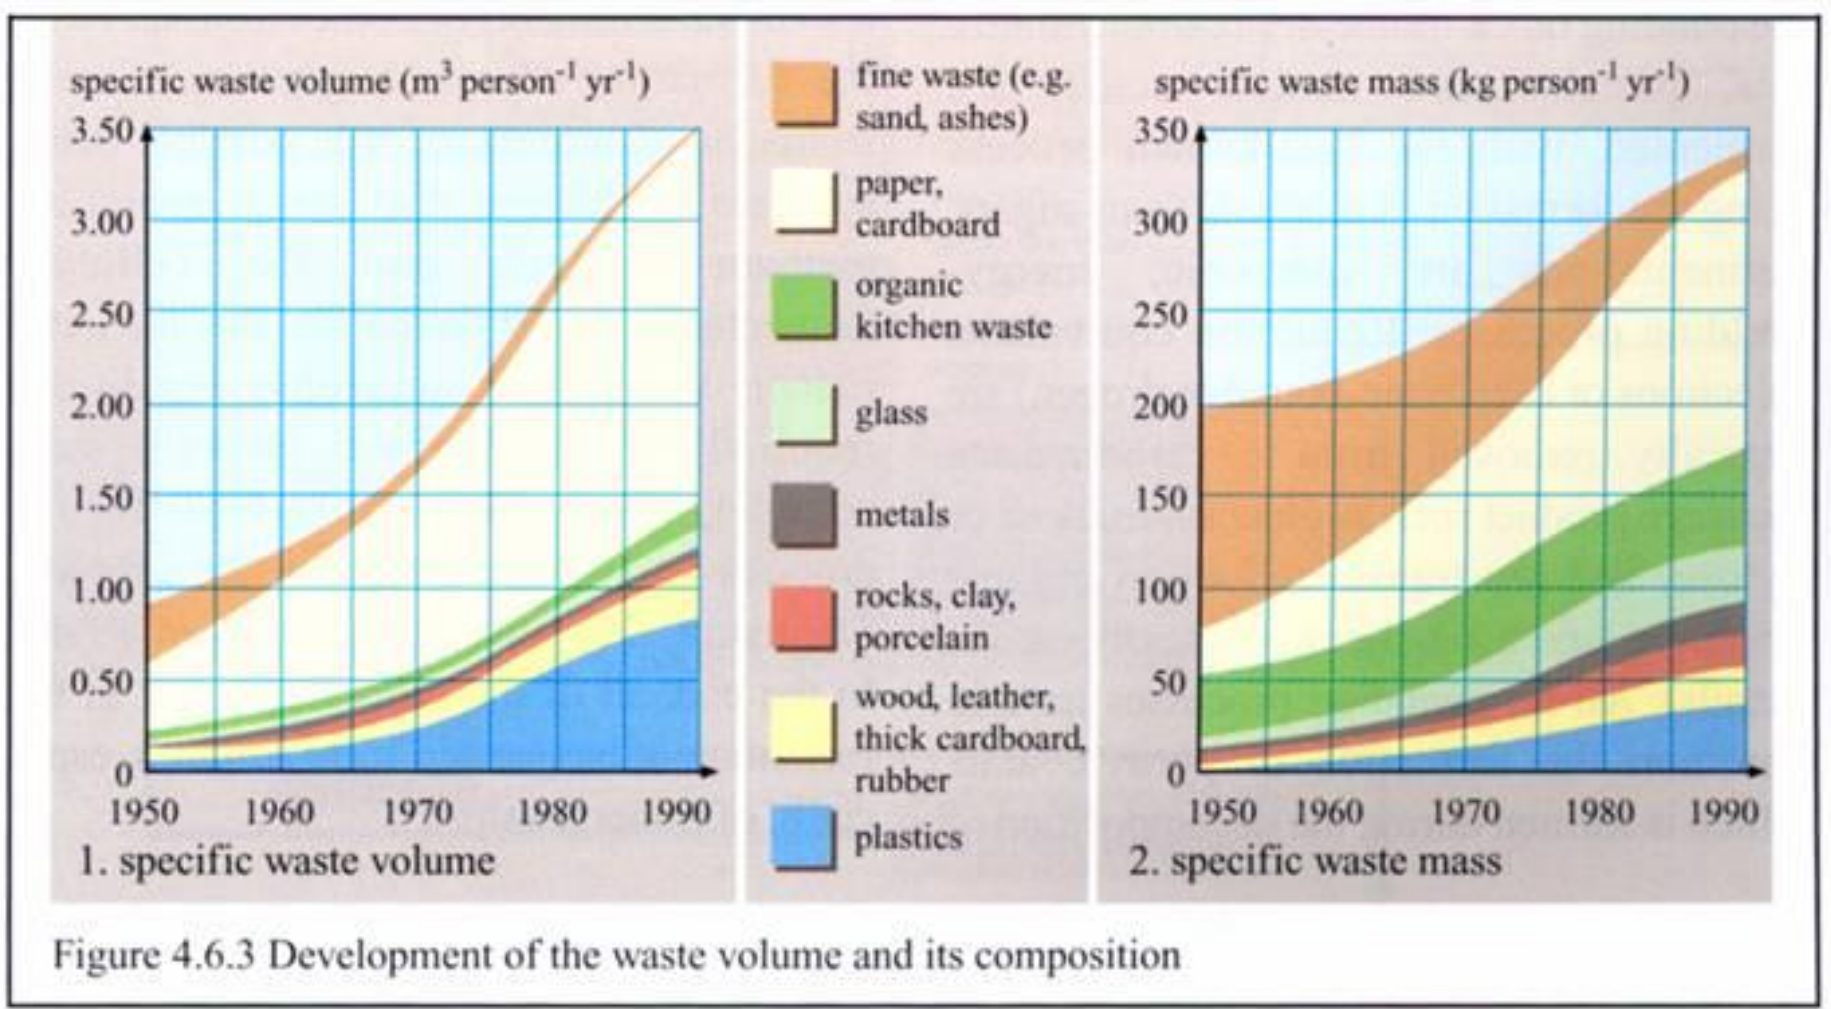 specific waste volume (m³ person⁻¹ yr⁻¹)
3.50
3.00
2.50
2.00
1.50
1.00
0.50
0
1950 1960 1970 1980 1990
1. specific waste volume
fine waste (e.g.
sand, ashes)
paper,
cardboard
organic
kitchen waste
glass
metals
rocks, clay,
porcelain
wood, leather,
thick cardboard,
rubber
plastics
specific waste mass (kg person⁻¹ yr⁻¹)
350
300
250
200
150
100
50
0
1950 1960 1970 1980 1990
2. specific waste mass
Figure 4.6.3 Development of the waste volume and its composition